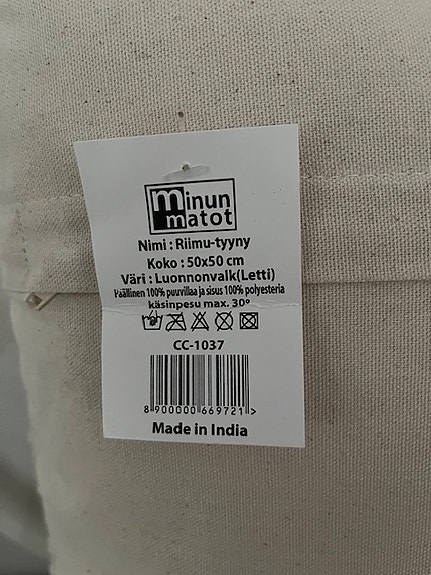 minun
matot
Nimi : Riimu-tyyny
Koko : 50x50 cm
Väri : Luonnonvalk(Letti)
Päällinen 100% puuvillaa ja sisus 100% polyesteria
käsinpesu max. 30°
CC-1037
8 900000 669721 >
Made in India